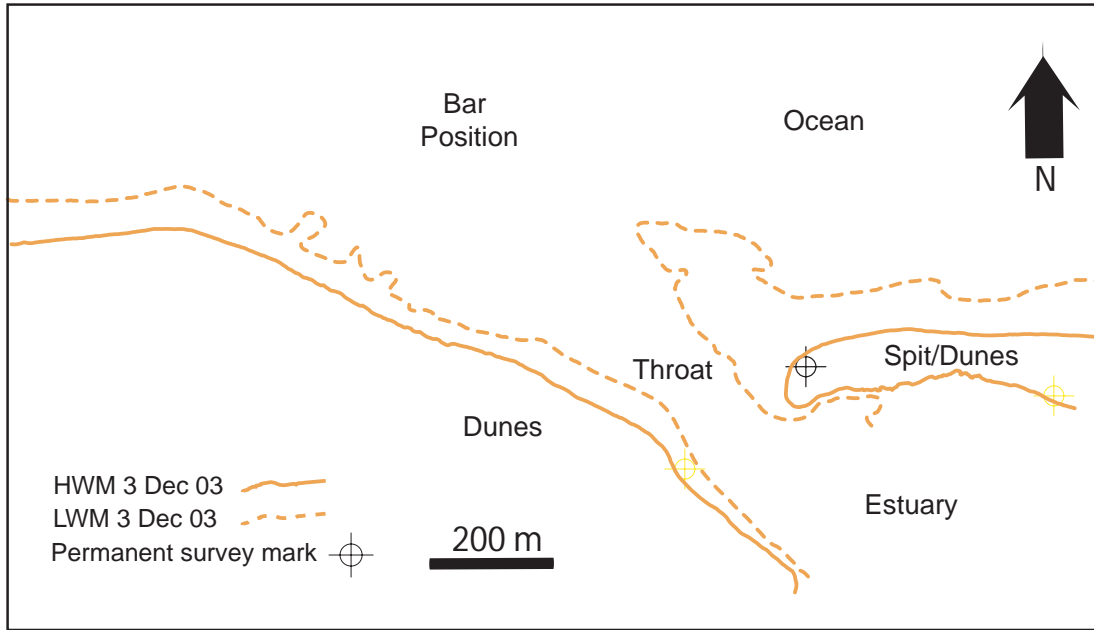 Bar
Position
Ocean
N
Throat
Spit/Dunes
Dunes
Estuary
HWM 3 Dec 03
LWM 3 Dec 03
Permanent survey mark
200 m